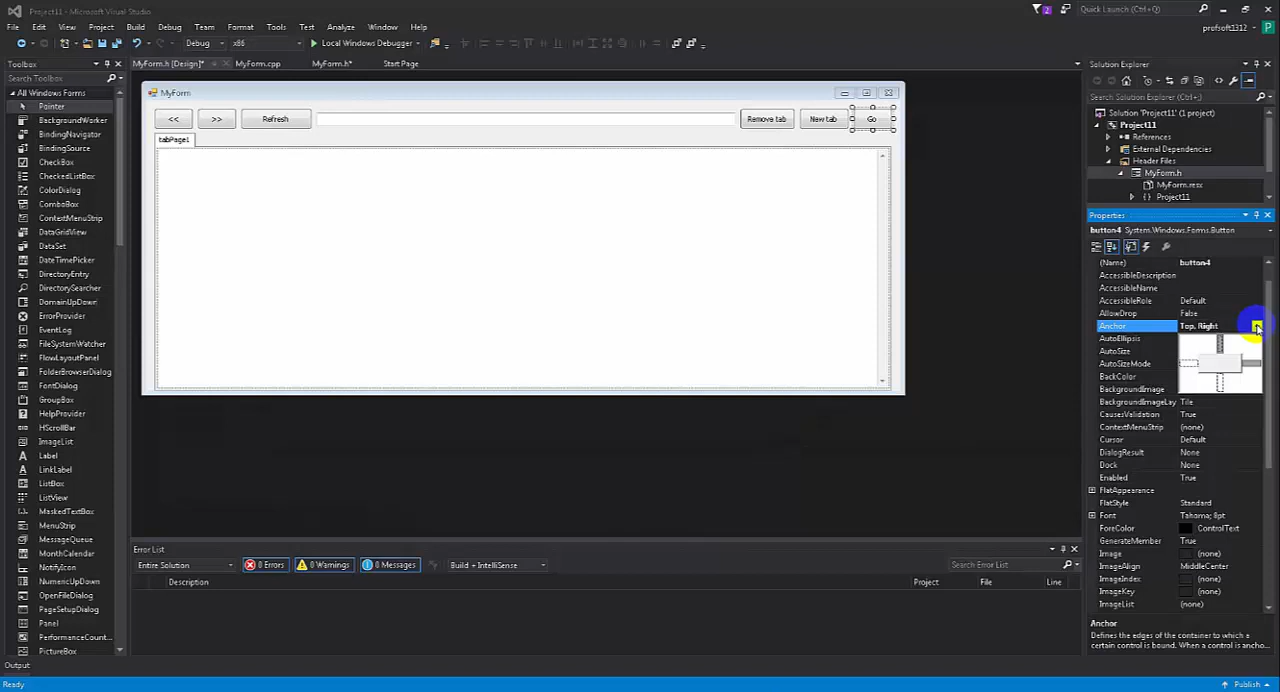 Project11 - Microsoft Visual Studio
2
Quick Launch (Ctrl+Q)
File Edit View Project Build Debug Team Format Tools Test Analyze Window Help
profsoft1312 P
Debug x86 Local Windows Debugger
Toolbox
MyForm.h [Design]* MyForm.cpp MyForm.h* Start Page
Solution Explorer
Search Toolbox
All Windows Forms
Pointer
BackgroundWorker
BindingNavigator
BindingSource
CheckBox
CheckedListBox
ColorDialog
ComboBox
ContextMenuStrip
DataGridView
DataSet
DateTimePicker
DirectoryEntry
DirectorySearcher
DomainUpDown
ErrorProvider
EventLog
FileSystemWatcher
FlowLayoutPanel
FolderBrowserDialog
FontDialog
GroupBox
HelpProvider
HScrollBar
ImageList
Label
LinkLabel
ListBox
ListView
MaskedTextBox
MenuStrip
MessageQueue
MonthCalendar
NotifyIcon
NumericUpDown
OpenFileDialog
PageSetupDialog
Panel
PerformanceCount...
PictureBox
MyForm
<< >> Refresh Remove tab New tab Go
tabPage1
Search Solution Explorer (Ctrl+;)
Solution 'Project11' (1 project)
Project11
References
External Dependencies
Header Files
MyForm.h
MyForm.resx
Project11
Properties
button4 System.Windows.Forms.Button
(Name) button4
AccessibleDescription
AccessibleName
AccessibleRole Default
AllowDrop False
Anchor Top, Right
AutoEllipsis
AutoSize
AutoSizeMode
BackColor
BackgroundImage
BackgroundImageLay Tile
CausesValidation True
ContextMenuStrip (none)
Cursor Default
DialogResult None
Dock None
Enabled True
FlatAppearance
FlatStyle Standard
Font Tahoma; 8pt
ForeColor ControlText
GenerateMember True
Image (none)
ImageAlign MiddleCenter
ImageIndex (none)
ImageKey (none)
ImageList (none)
Anchor
Defines the edges of the container to which a
certain control is bound. When a control is ancho...
Error List
Entire Solution 0 Errors 0 Warnings 0 Messages Build + IntelliSense Search Error List
Description Project File Line
Output
Ready
Publish